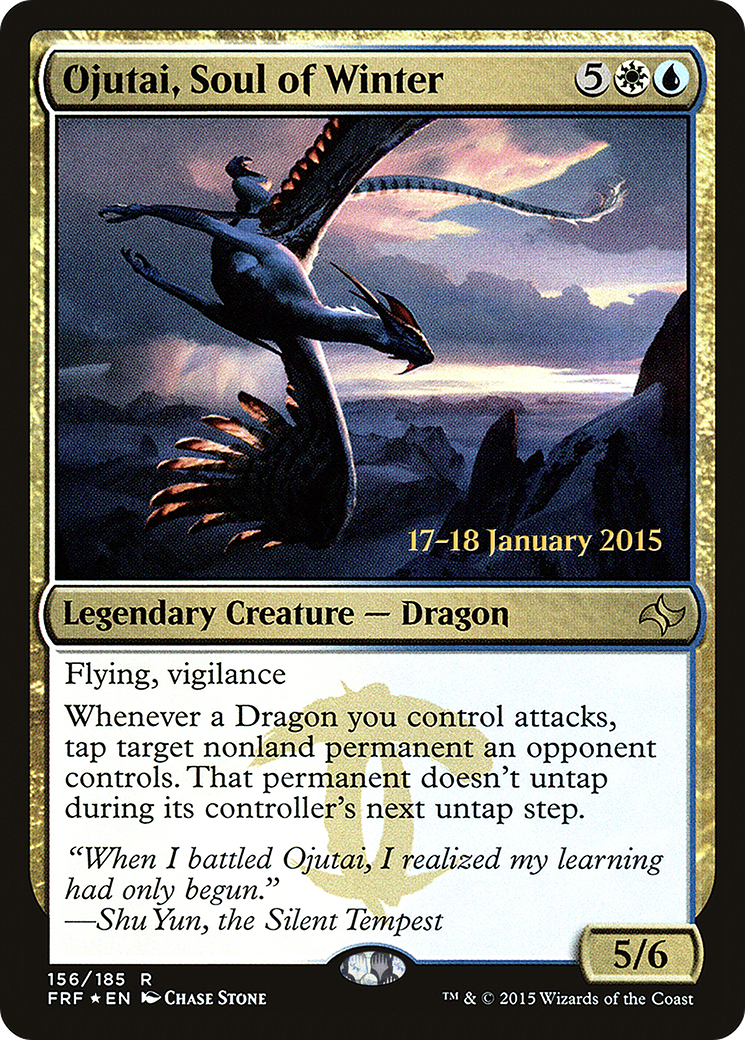 Ojutai, Soul of Winter 5
17–18 January 2015
Legendary Creature — Dragon
Flying, vigilance
Whenever a Dragon you control attacks,
tap target nonland permanent an opponent
controls. That permanent doesn’t untap
during its controller’s next untap step.
“When I battled Ojutai, I realized my learning
had only begun.”
—Shu Yun, the Silent Tempest
5/6
156/185 R
FRF ★ EN Chase Stone
™ & © 2015 Wizards of the Coast